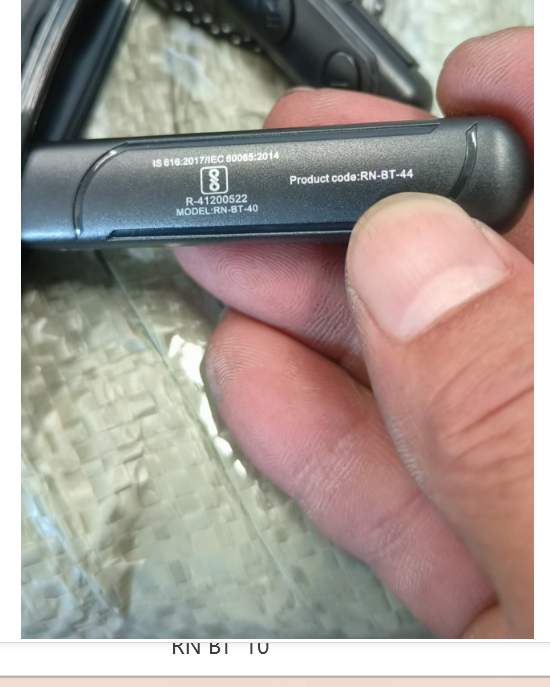 IS 616:2017/IEC 60065:2014
R-41200522
MODEL:RN-BT-40
Product code:RN-BT-44